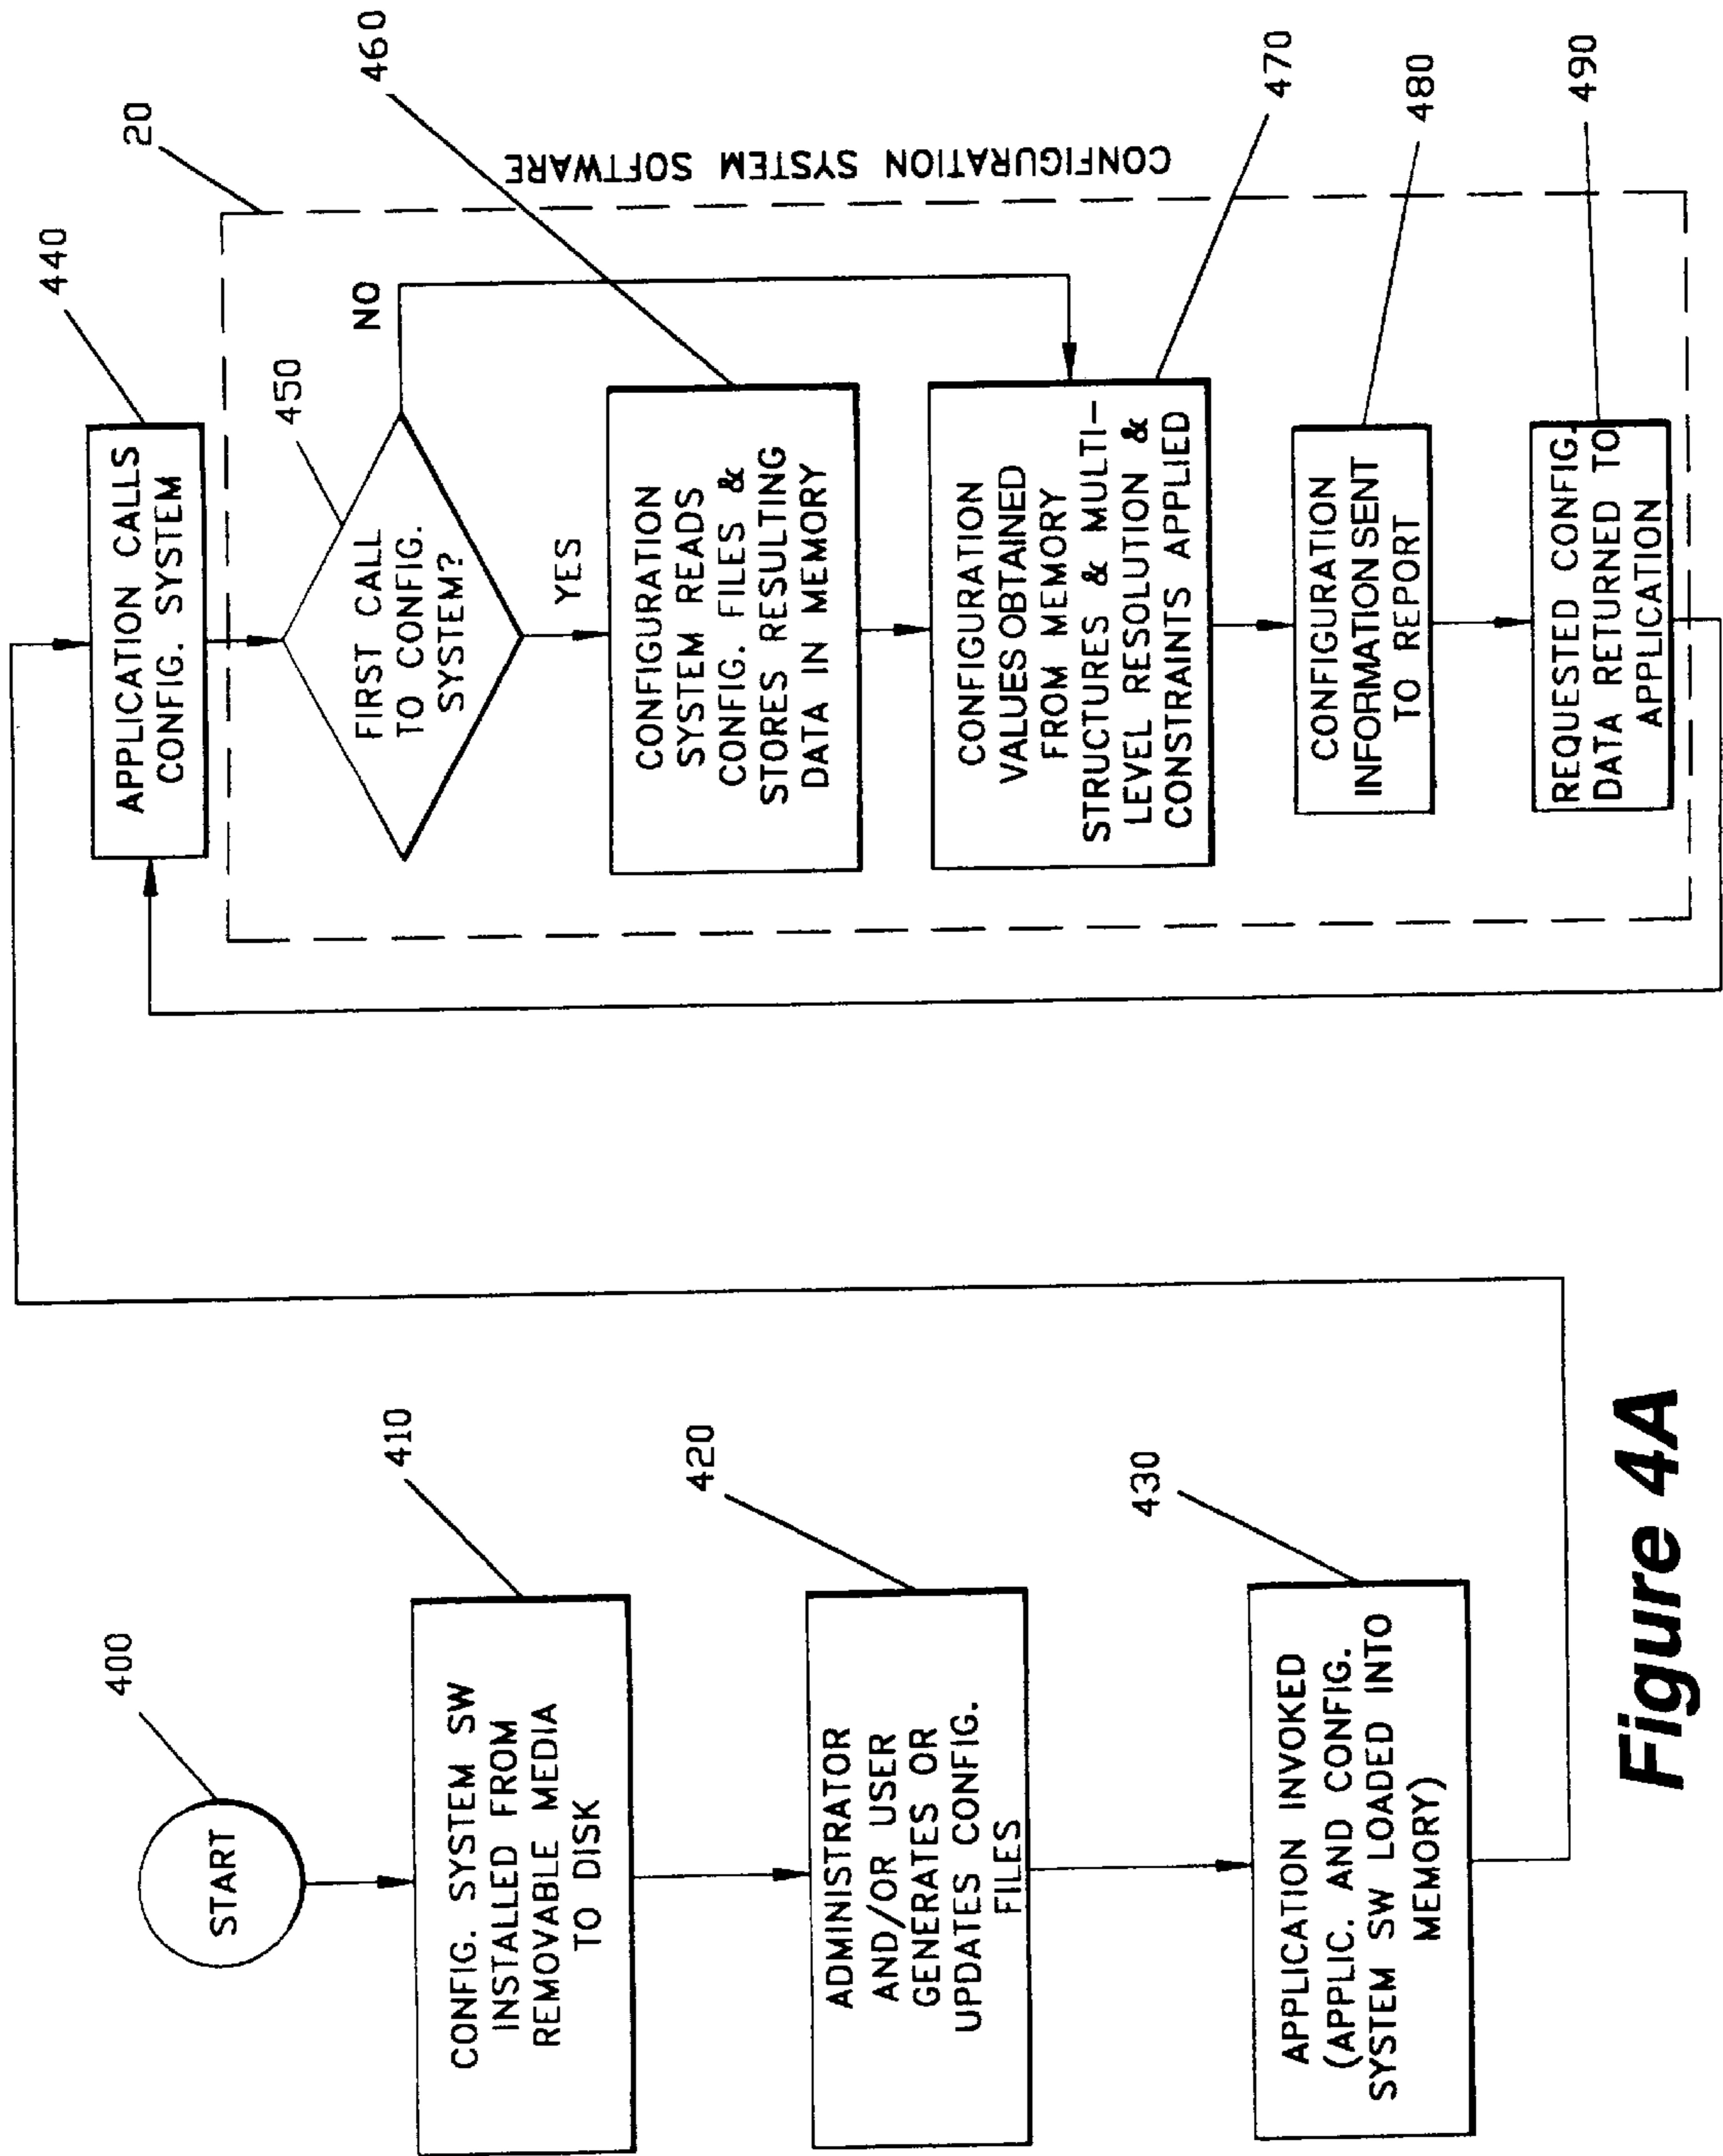 400
START
410
CONFIG. SYSTEM SW
INSTALLED FROM
REMOVABLE MEDIA
TO DISK
420
ADMINISTRATOR
AND/OR USER
GENERATES OR
UPDATES CONFIG.
FILES
430
APPLICATION INVOKED
(APPLIC. AND CONFIG.
SYSTEM SW LOADED INTO
MEMORY)
440
APPLICATION CALLS
CONFIG. SYSTEM
20
CONFIGURATION SYSTEM SOFTWARE
450
FIRST CALL
TO CONFIG.
SYSTEM?
NO
YES
460
CONFIGURATION
SYSTEM READS
CONFIG. FILES &
STORES RESULTING
DATA IN MEMORY
470
CONFIGURATION
VALUES OBTAINED
FROM MEMORY
STRUCTURES & MULTI-
LEVEL RESOLUTION &
CONSTRAINTS APPLIED
480
CONFIGURATION
INFORMATION SENT
TO REPORT
490
REQUESTED CONFIG.
DATA RETURNED TO
APPLICATION
Figure 4A